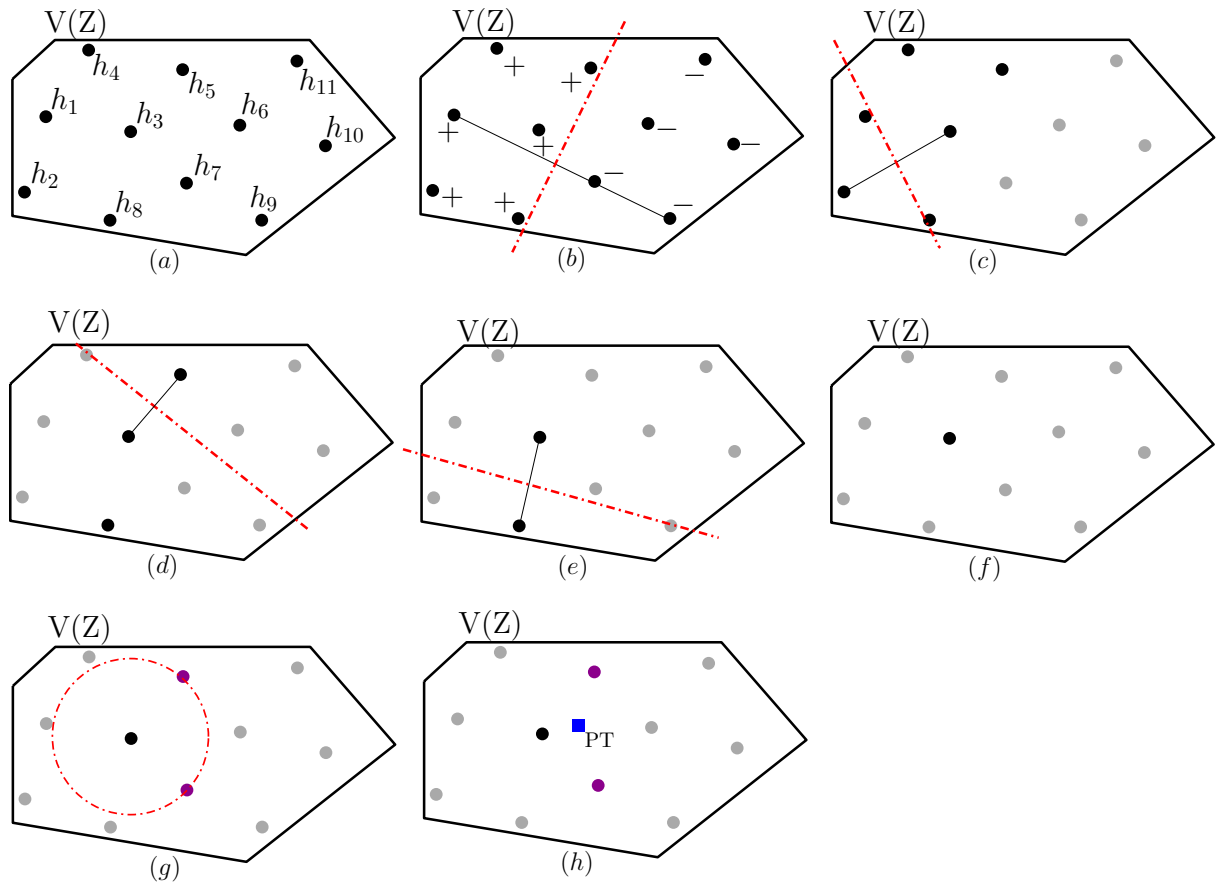 V(Z) V(Z) V(Z)
h₄ h₅ h₁₁
h₁ h₃ h₆ h₁₀
h₂ h₇
h₈ h₉
+ + −
+ + − −
+ + − −
(a) (b) (c)
V(Z) V(Z) V(Z)
(d) (e) (f)
V(Z) V(Z)
PT
(g) (h)